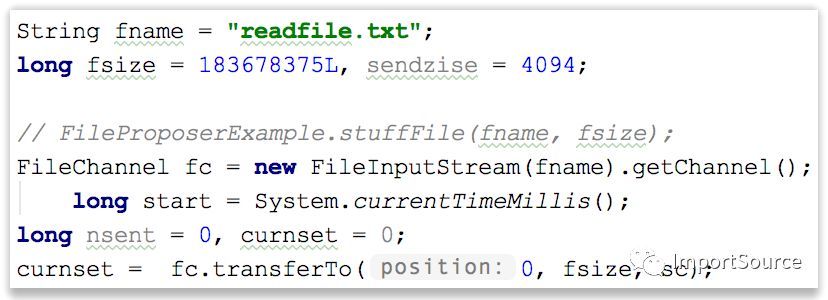 String fname = "readfile.txt";
long fsize = 183678375L, sendzise = 4094;
// FileProposerExample.stuffFile(fname, fsize);
FileChannel fc = new FileInputStream(fname).getChannel();
long start = System.currentTimeMillis();
long nsent = 0, curnset = 0;
curnset = fc.transferTo( position: 0, fsize, sc);
ImportSource